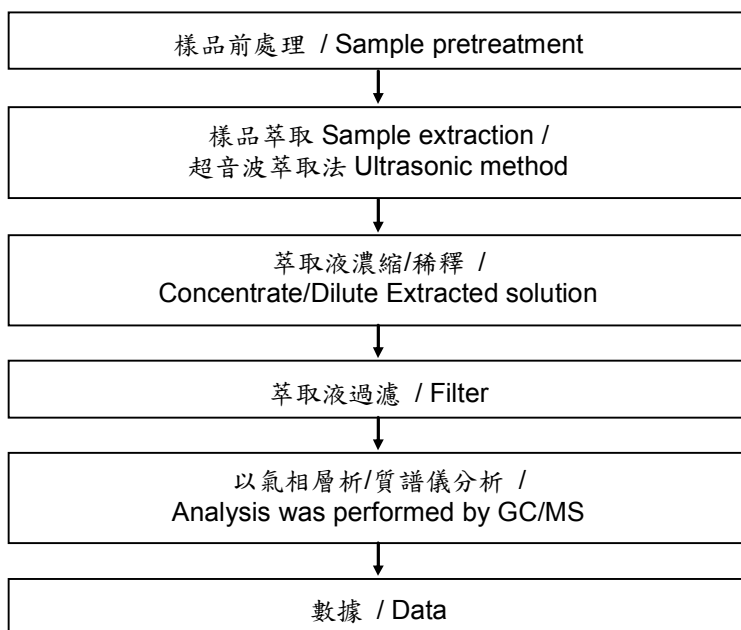 樣品前處理 / Sample pretreatment
樣品萃取 Sample extraction /
超音波萃取法 Ultrasonic method
萃取液濃縮/稀釋 /
Concentrate/Dilute Extracted solution
萃取液過濾 / Filter
以氣相層析/質譜儀分析 /
Analysis was performed by GC/MS
數據 / Data